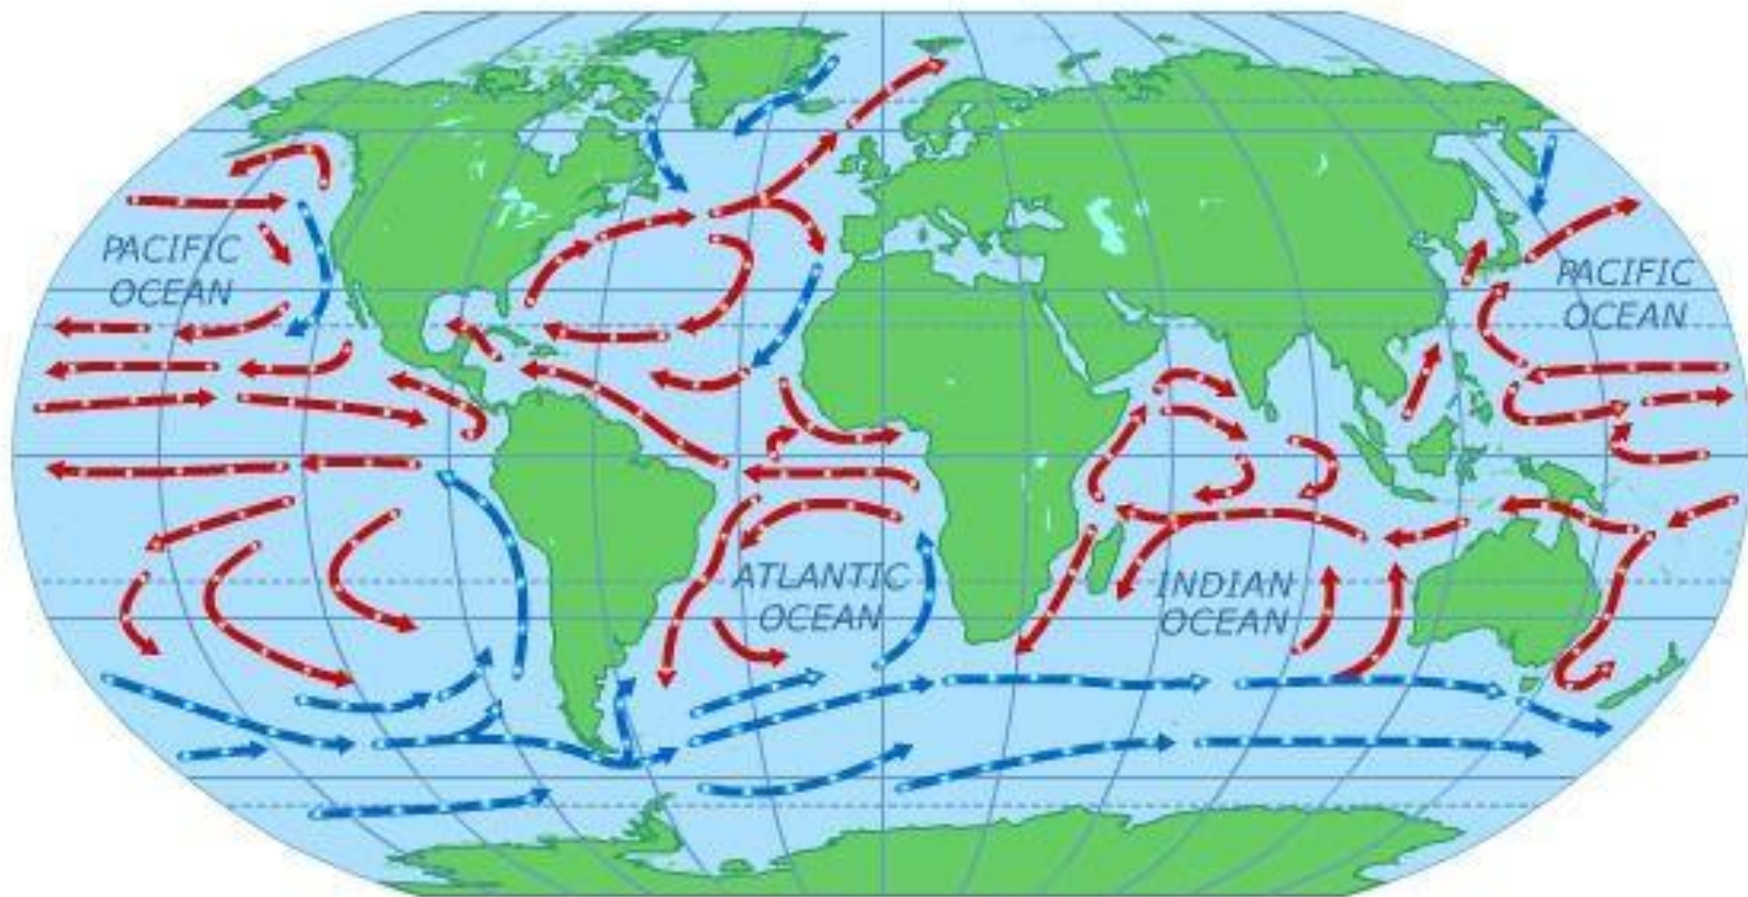 PACIFIC
OCEAN
PACIFIC
OCEAN
ATLANTIC
OCEAN
INDIAN
OCEAN